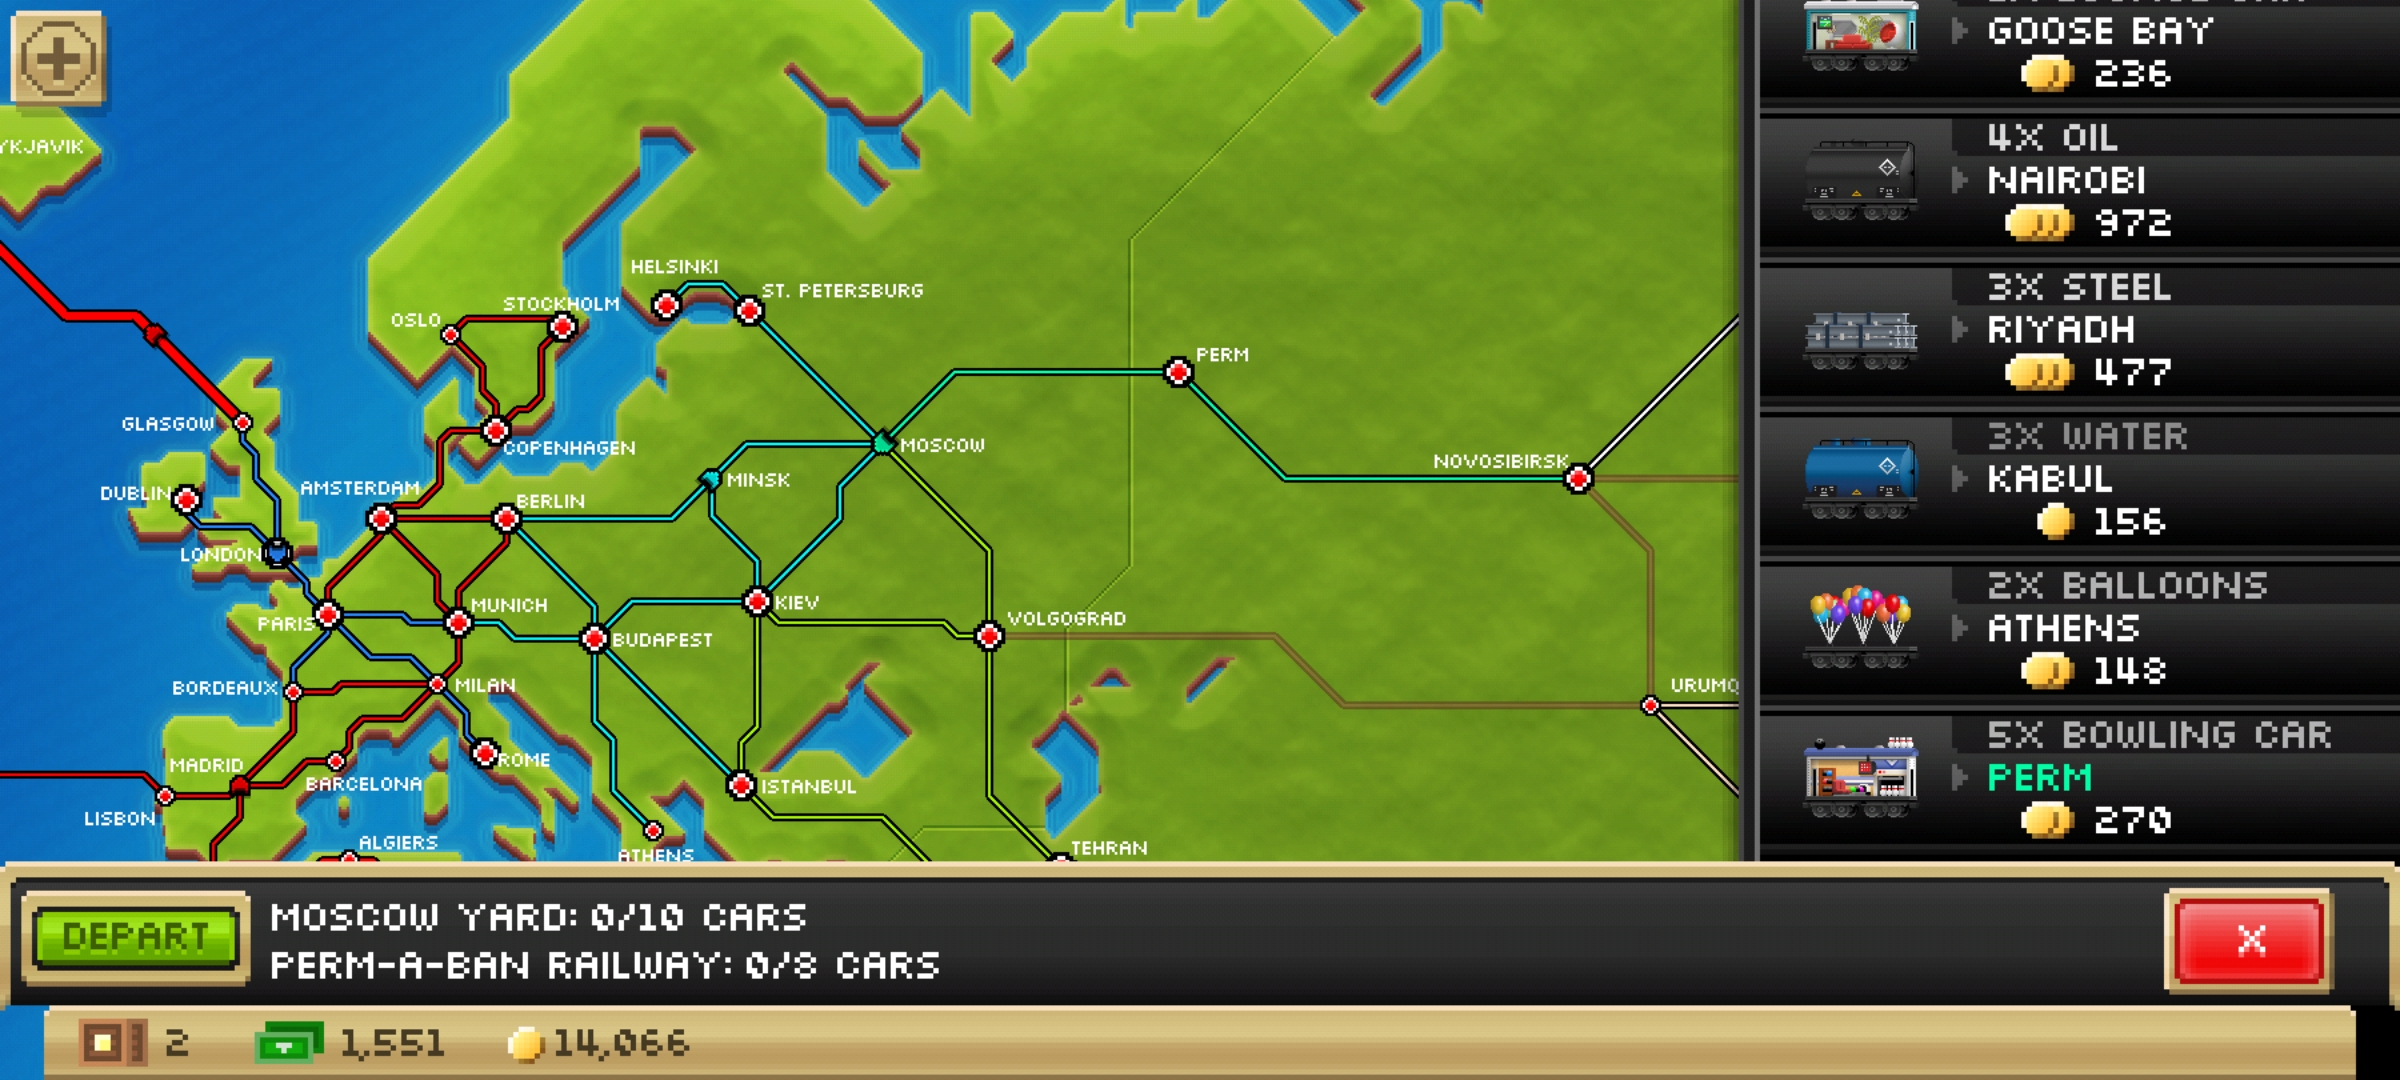 YKJAVIK
HELSINKI
ST. PETERSBURG
STOCKHOLM
OSLO
PERM
GLASGOW
COPENHAGEN
MOSCOW
NOVOSIBIRSK
MINSK
AMSTERDAM
DUBLIN
BERLIN
LONDON
MUNICH
KIEV
PARIS
VOLGOGRAD
BUDAPEST
BORDEAUX
MILAN
URUMQ
ROME
MADRID
BARCELONA
ISTANBUL
LISBON
ALGIERS
ATHENS
TEHRAN
GOOSE BAY
236
4X OIL
NAIROBI
972
3X STEEL
RIYADH
477
3X WATER
KABUL
156
2X BALLOONS
ATHENS
148
5X BOWLING CAR
PERM
270
DEPART
MOSCOW YARD: 0/10 CARS
PERM-A-BAN RAILWAY: 0/8 CARS
X
2
1,551
14,066